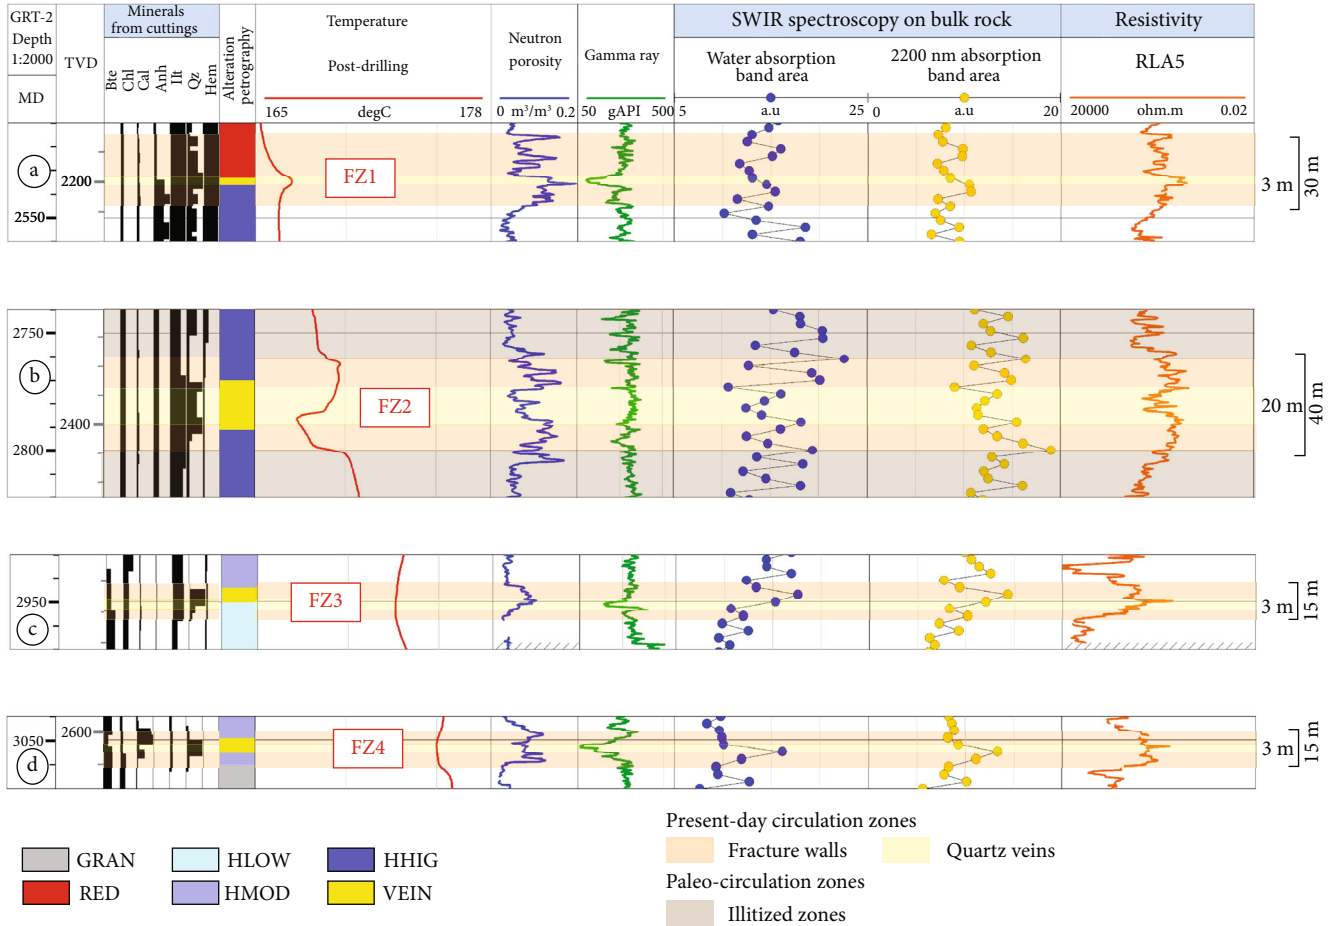 GRT-2
Depth
1:2000
MD
TVD
Minerals
from cuttings
Bte
Chl
Cal
Anh
Ilt
Qz
Hem
Alteration
petrography
Temperature
Post-drilling
165 degC 178
Neutron
porosity
0 m³/m³ 0.2
Gamma ray
50 gAPI 500
SWIR spectroscopy on bulk rock
Water absorption
band area
5 a.u 25
2200 nm absorption
band area
0 a.u 20
Resistivity
RLA5
20000 ohm.m 0.02
a
2200
2550
FZ1
3 m
30 m
2750
b
2400
2800
FZ2
20 m
40 m
2950
c
FZ3
3 m
15 m
2600
3050
d
FZ4
3 m
15 m
GRAN HLOW HHIG
RED HMOD VEIN
Present-day circulation zones
Fracture walls Quartz veins
Paleo-circulation zones
Illitized zones